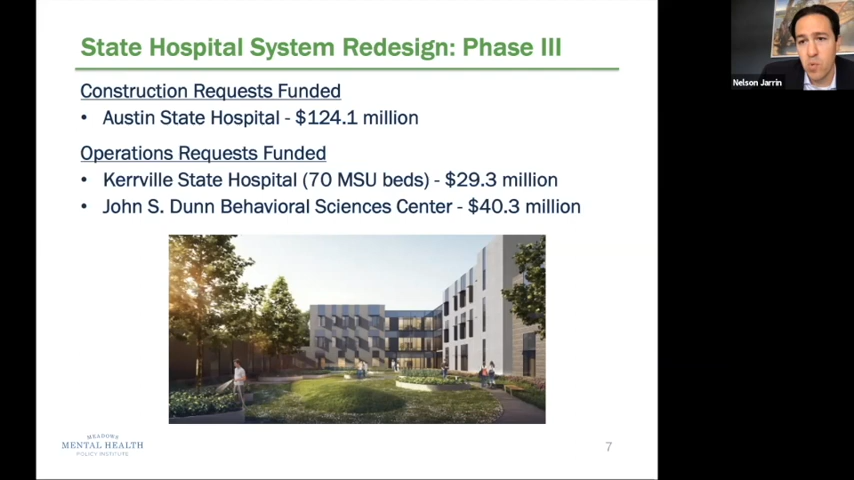 State Hospital System Redesign: Phase III
Nelson Jarrin
Construction Requests Funded
• Austin State Hospital - $124.1 million
Operations Requests Funded
• Kerrville State Hospital (70 MSU beds) - $29.3 million
• John S. Dunn Behavioral Sciences Center - $40.3 million
MEADOWS
MENTAL HEALTH
POLICY INSTITUTE
7